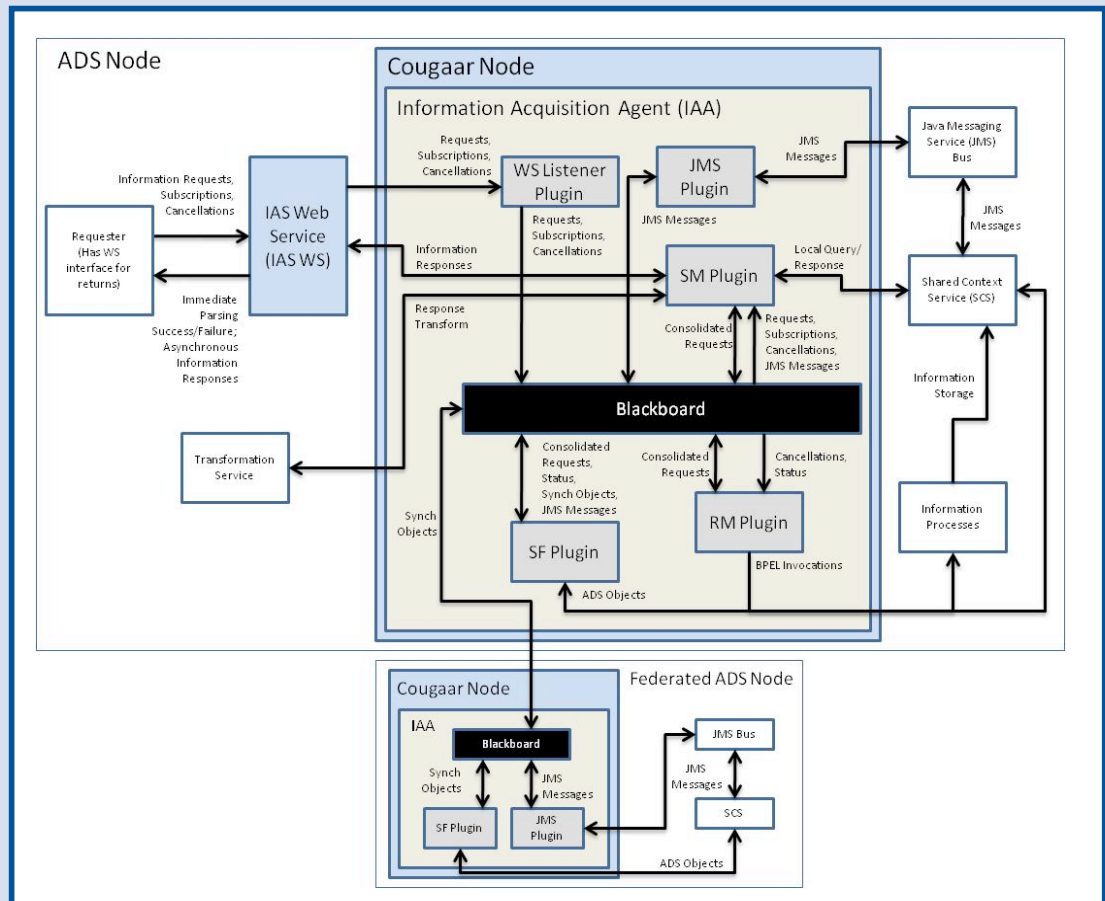 ADS Node
Cougaar Node
Information Acquisition Agent (IAA)
Requests,
Subscriptions,
Cancellations
WS Listener
Plugin
JMS
Plugin
JMS
Messages
Java Messaging
Service (JMS)
Bus
Information Requests,
Subscriptions,
Cancellations
IAS Web
Service
(IAS WS)
Requester
(Has WS
interface for
returns)
Immediate
Parsing
Success/Failure;
Asynchronous
Information
Responses
Requests,
Subscriptions,
Cancellations
JMS Messages
JMS
Messages
Information
Responses
SM Plugin
Local Query/
Response
Shared Context
Service (SCS)
Response
Transform
Consolidated
Requests
Requests,
Subscriptions,
Cancellations,
JMS Messages
Information
Storage
Blackboard
Transformation
Service
Consolidated
Requests,
Status,
Synch Objects,
JMS Messages
Consolidated
Requests
Cancellations,
Status
Synch
Objects
SF Plugin
RM Plugin
Information
Processes
BPEL Invocations
ADS Objects
Cougaar Node
Federated ADS Node
IAA
Blackboard
Synch
Objects
JMS
Messages
SF Plugin
JMS
Plugin
JMS Bus
JMS
Messages
SCS
ADS Objects